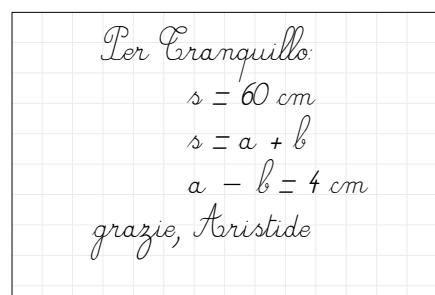 Per Tranquillo:
s = 60 cm
s = a + b
a - b = 4 cm
grazie, Aristide